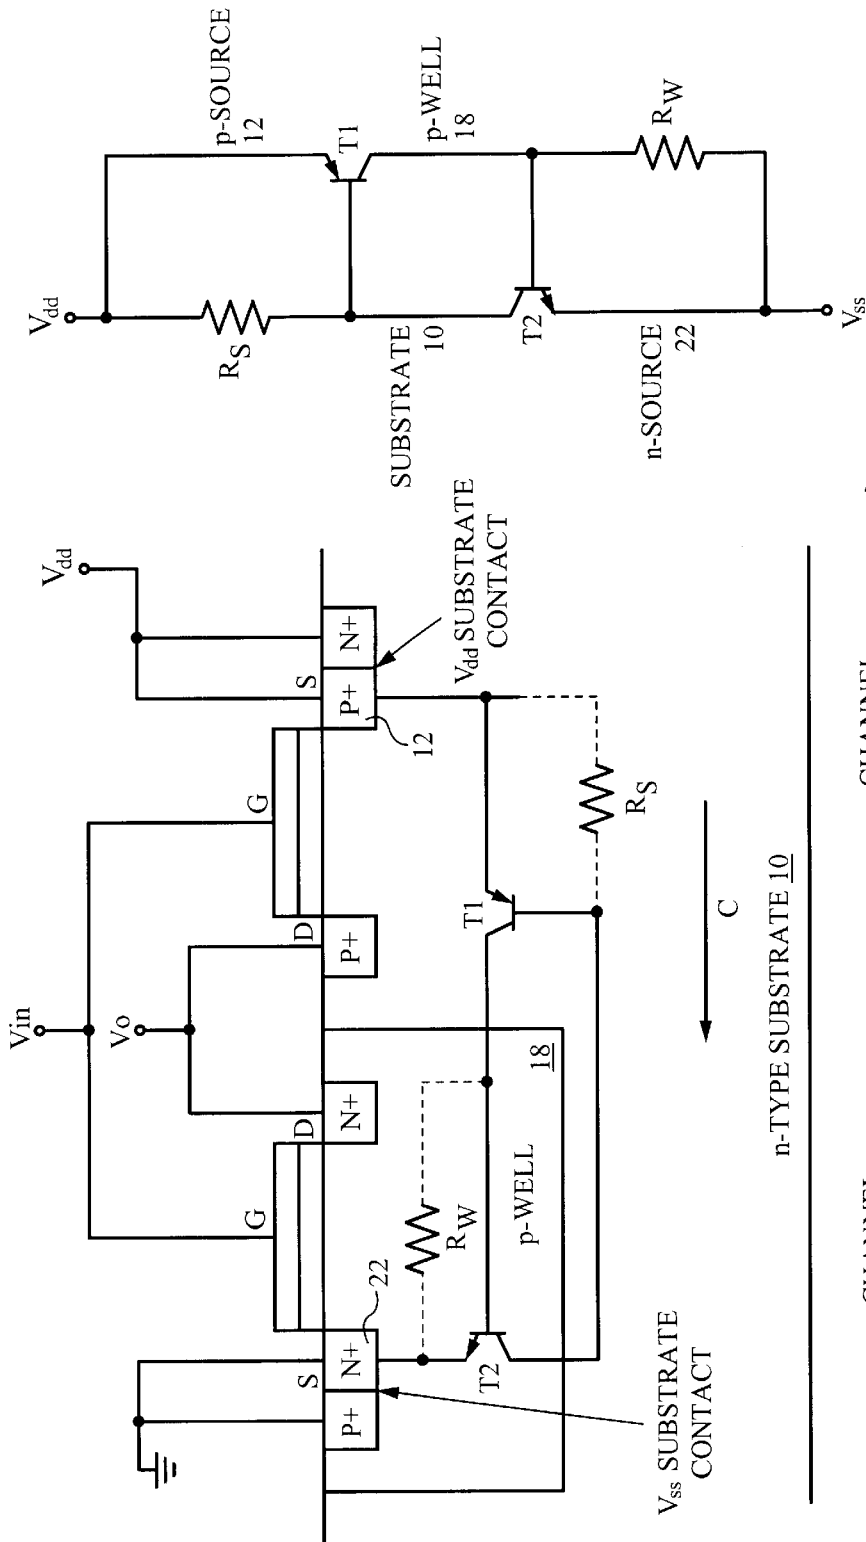 Vin
Vo
Vdd
G
G
S
D
D
S
P+
N+
N+
P+
P+
N+
22
12
Vdd SUBSTRATE
CONTACT
RW
T2
p-WELL
18
T1
RS
Vss SUBSTRATE
CONTACT
C
n-TYPE SUBSTRATE 10
Vdd
RS
p-SOURCE
12
T1
SUBSTRATE
10
p-WELL
18
T2
RW
n-SOURCE
22
Vss
CHANNEL
CHANNEL